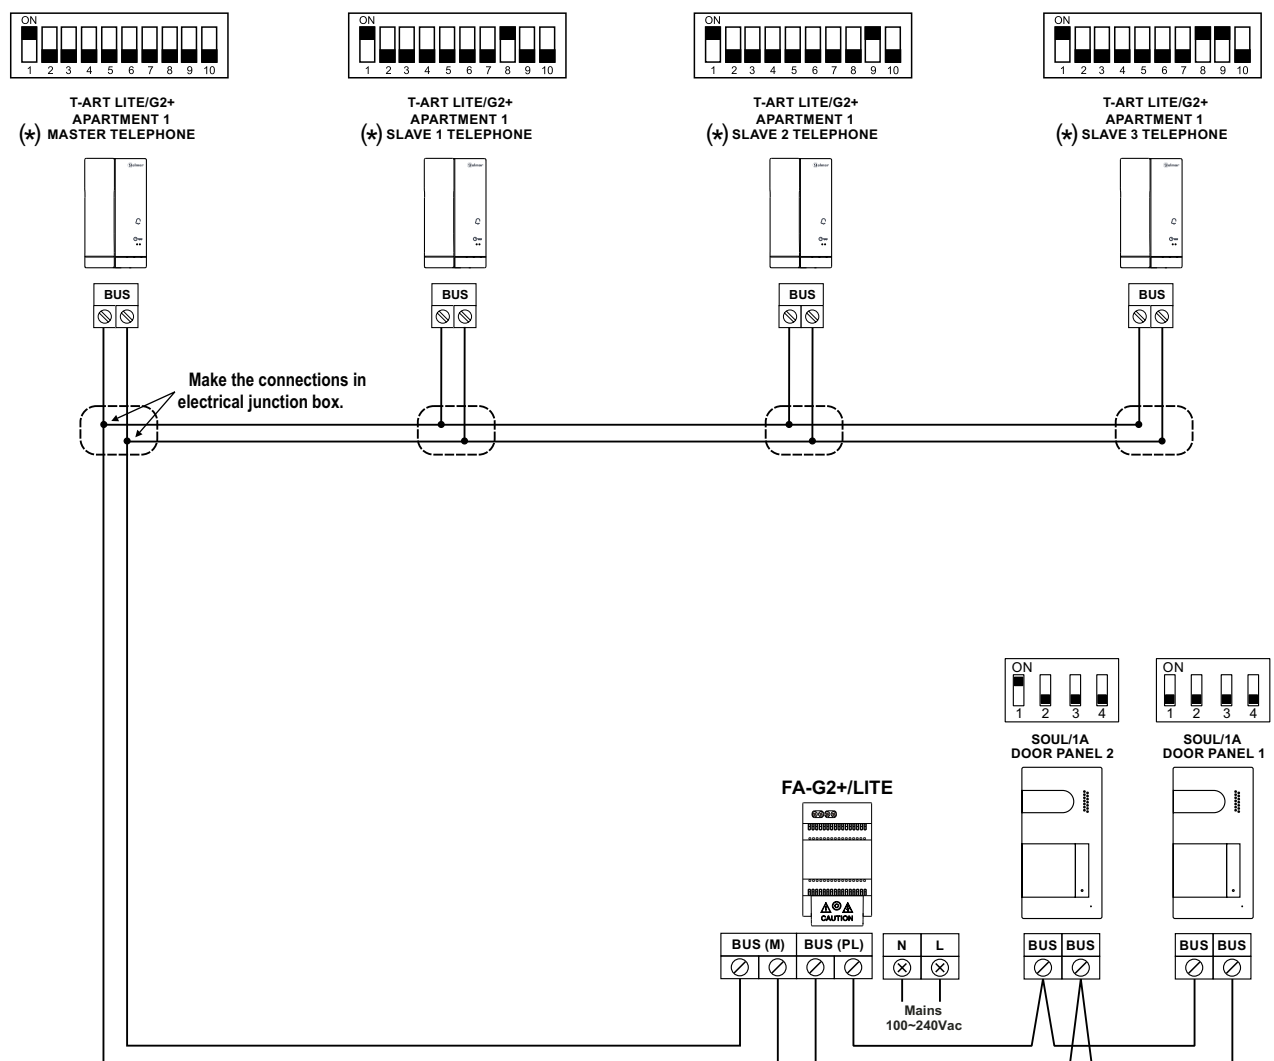 ON
1 2 3 4 5 6 7 8 9 10
T-ART LITE/G2+
APARTMENT 1
(*) MASTER TELEPHONE
BUS
ON
1 2 3 4 5 6 7 8 9 10
T-ART LITE/G2+
APARTMENT 1
(*) SLAVE 1 TELEPHONE
BUS
ON
1 2 3 4 5 6 7 8 9 10
T-ART LITE/G2+
APARTMENT 1
(*) SLAVE 2 TELEPHONE
BUS
ON
1 2 3 4 5 6 7 8 9 10
T-ART LITE/G2+
APARTMENT 1
(*) SLAVE 3 TELEPHONE
BUS
Make the connections in
electrical junction box.
ON
1 2 3 4
SOUL/1A
DOOR PANEL 2
ON
1 2 3 4
SOUL/1A
DOOR PANEL 1
FA-G2+/LITE
CAUTION
BUS (M) BUS (PL) N L
Mains
100~240Vac
BUS BUS
BUS BUS